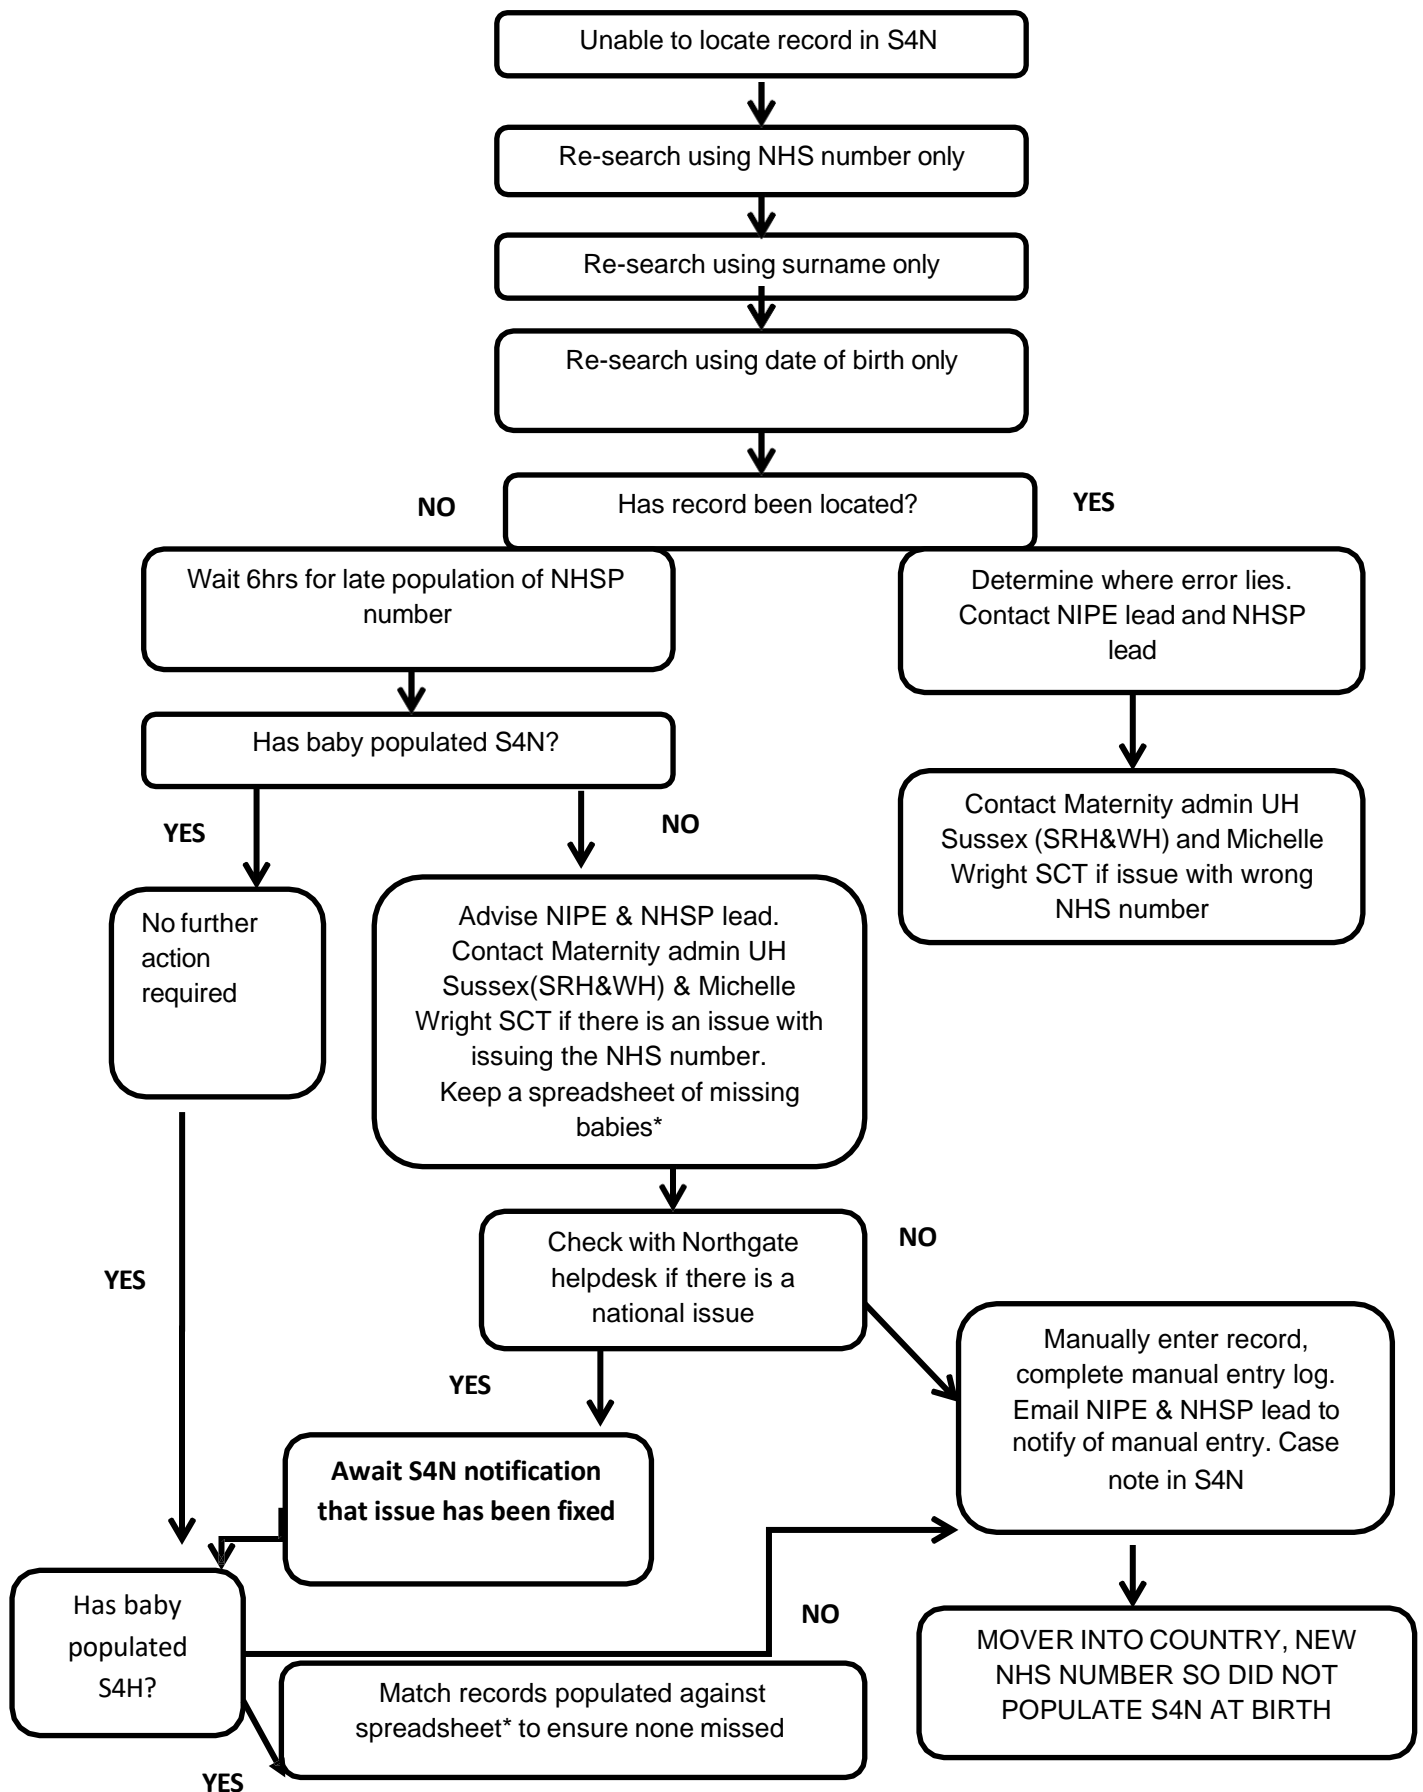 Unable to locate record in S4N
Re-search using NHS number only
Re-search using surname only
Re-search using date of birth only
NO
Has record been located?
YES
Wait 6hrs for late population of NHSP
number
Determine where error lies.
Contact NIPE lead and NHSP
lead
Has baby populated S4N?
Contact Maternity admin UH
Sussex (SRH&WH) and Michelle
Wright SCT if issue with wrong
NHS number
YES
NO
No further
action
required
Advise NIPE & NHSP lead.
Contact Maternity admin UH
Sussex(SRH&WH) & Michelle
Wright SCT if there is an issue with
issuing the NHS number.
Keep a spreadsheet of missing
babies*
Check with Northgate
helpdesk if there is a
national issue
NO
YES
YES
Manually enter record,
complete manual entry log.
Email NIPE & NHSP lead to
notify of manual entry. Case
note in S4N
Await S4N notification
that issue has been fixed
Has baby
populated
S4H?
NO
MOVER INTO COUNTRY, NEW
NHS NUMBER SO DID NOT
POPULATE S4N AT BIRTH
Match records populated against
spreadsheet* to ensure none missed
YES